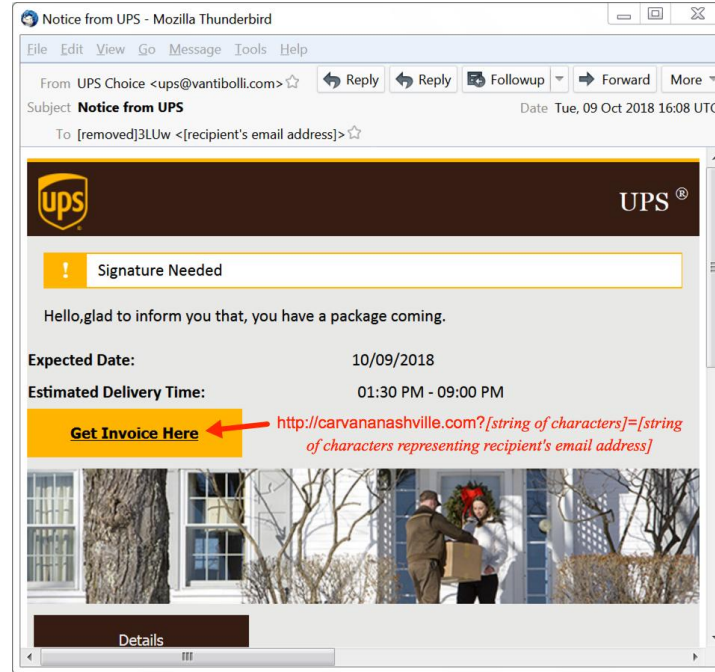 Notice from UPS - Mozilla Thunderbird
File Edit View Go Message Tools Help
From UPS Choice <ups@vantibolli.com> Reply Reply Followup Forward More
Subject Notice from UPS Date Tue, 09 Oct 2018 16:08 UTC
To [removed]3LUw <[recipient's email address]>
ups UPS ®
! Signature Needed
Hello,glad to inform you that, you have a package coming.
Expected Date: 10/09/2018
Estimated Delivery Time: 01:30 PM - 09:00 PM
Get Invoice Here http://carvananashville.com?[string of characters]=[string
of characters representing recipient's email address]
Details